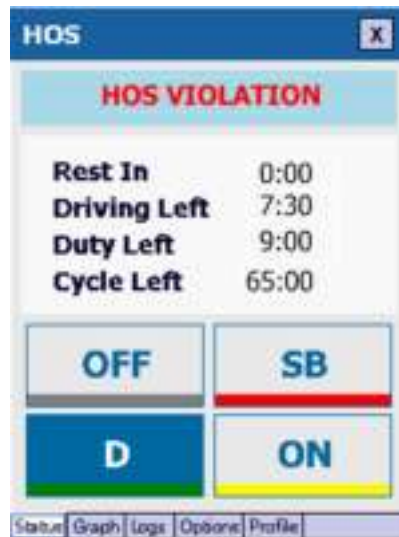 HOS X
HOS VIOLATION
Rest In 0:00
Driving Left 7:30
Duty Left 9:00
Cycle Left 65:00
OFF SB
D ON
Status Graph Logs Options Profile